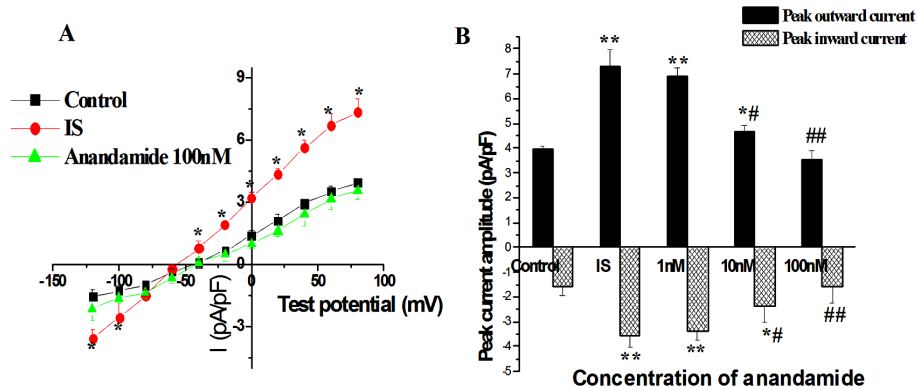 A
Control
IS
Anandamide 100nM
9
6
3
-3
-150
-100
-50
0
50
100
150
Test potential (mV)
I (pA/pF)
*
*
*
*
*
*
*
*
*
*
B
Peak outward current
Peak inward current
Peak current amplitude (pA/pF)
8
7
6
5
4
3
2
1
0
-1
-2
-3
-4
-5
**
**
*#
##
Control
IS
1nM
10nM
100nM
**
**
*#
##
Concentration of anandamide